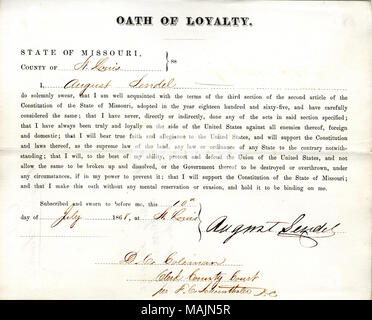 OATH OF LOYALTY.
STATE OF MISSOURI,
COUNTY OF St. Louis } ss
I, August Sendel
do solemnly swear, that I am well acquainted with the terms of the third section of the second article of the
Constitution of the State of Missouri, adopted in the year eighteen hundred and sixty-five, and have carefully
considered the same; that I have never, directly or indirectly, done any of the acts in said section specified;
that I have always been truly and loyally on the side of the United States against all enemies thereof, foreign
and domestic; that I will bear true faith and allegiance to the United States, and will support the Constitution
and laws thereof, as the supreme law of the land, any law or ordinance of any State to the contrary notwith-
standing; that I will, to the best of my ability, protect and defend the Union of the United States, and not
allow the same to be broken up and dissolved, or the Government thereof to be destroyed or overthrown, under
any circumstances, if in my power to prevent it; that I will support the Constitution of the State of Missouri;
and that I make this oath without any mental reservation or evasion, and hold it to be binding on me.
Subscribed and sworn to before me, this 10th
day of July 186 , at St Louis
August Sendel
D. Coleman
Clerk County Court
alamy
Image ID: MAJN5R
www.alamy.com